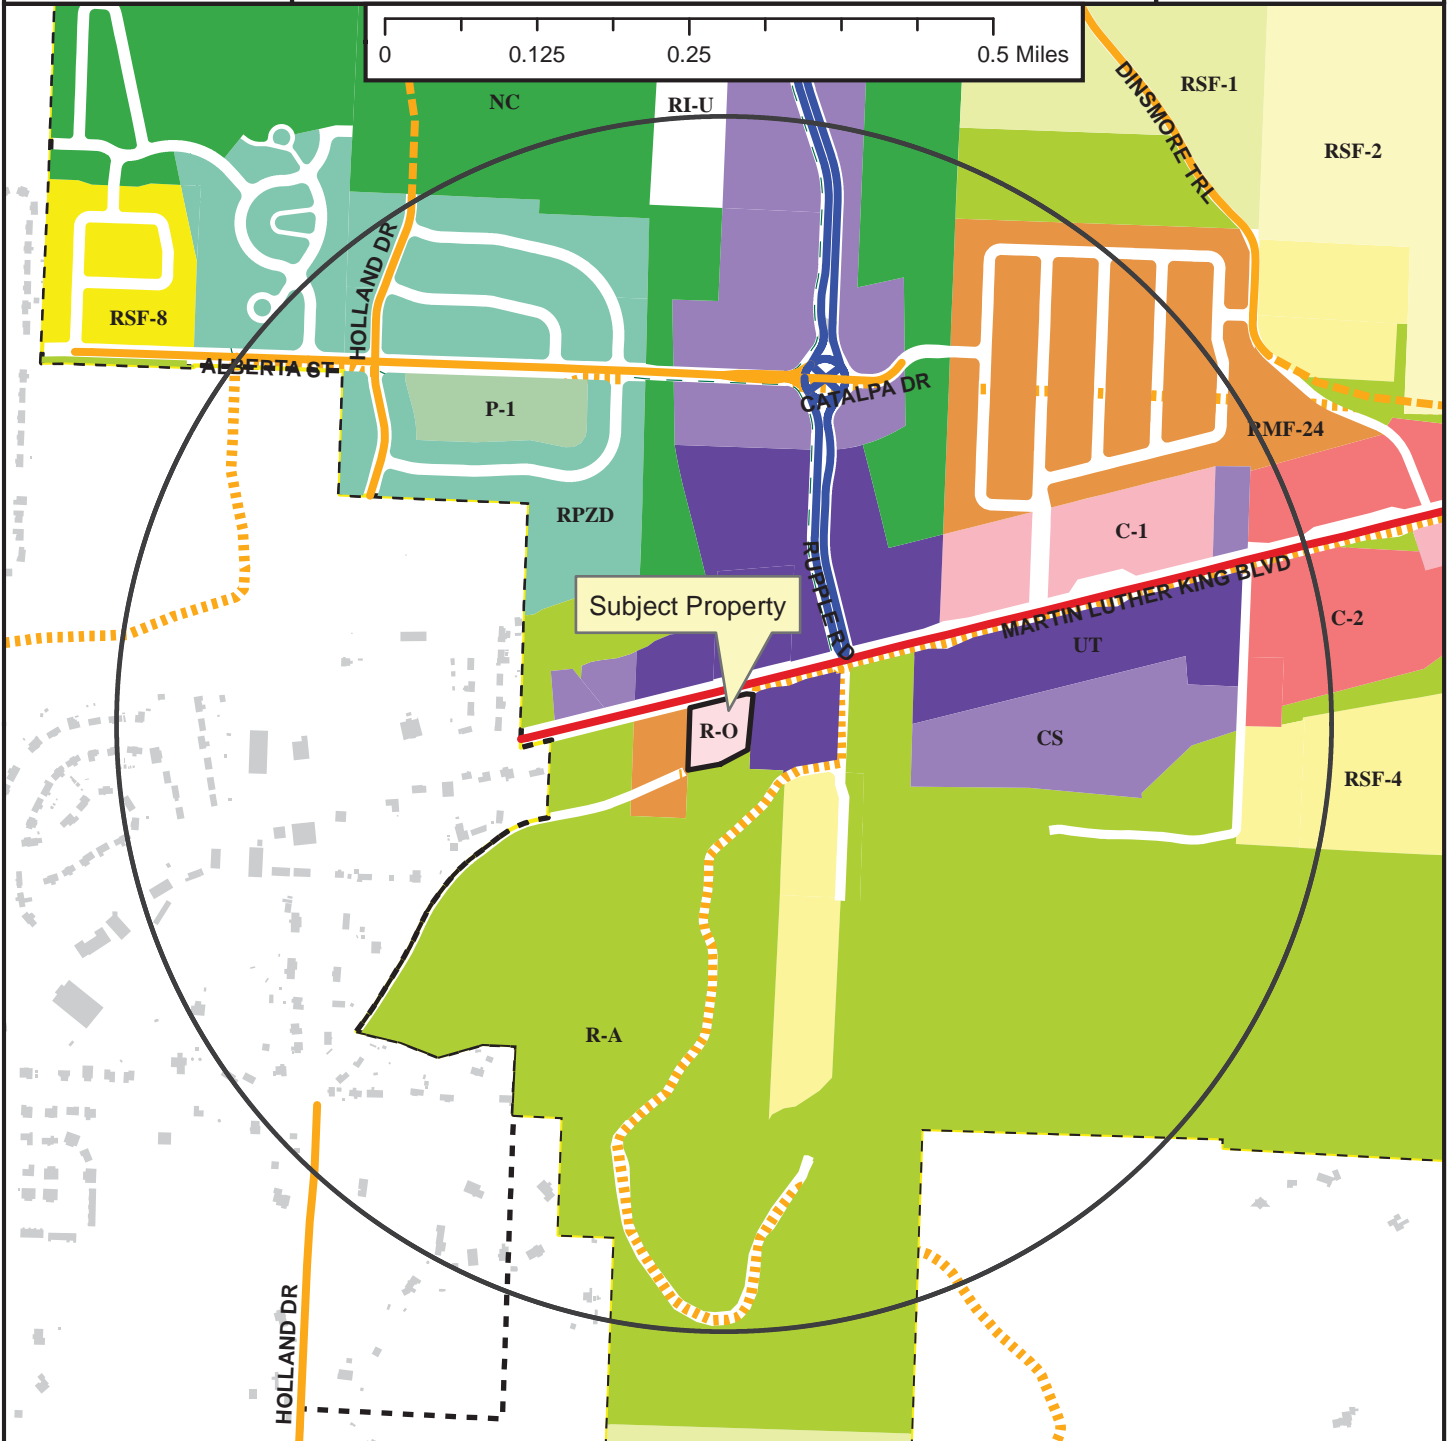 0 0.125 0.25 0.5 Miles
NC
RI-U
RSF-1
RSF-2
DINSMORE TRL
HOLLAND DR
RSF-8
ALBERTA ST
P-1
CATALPA DR
RMF-24
RPZD
C-1
RUPPLE RD
MARTIN LUTHER KING BLVD
Subject Property
C-2
UT
R-O
CS
RSF-4
R-A
HOLLAND DR